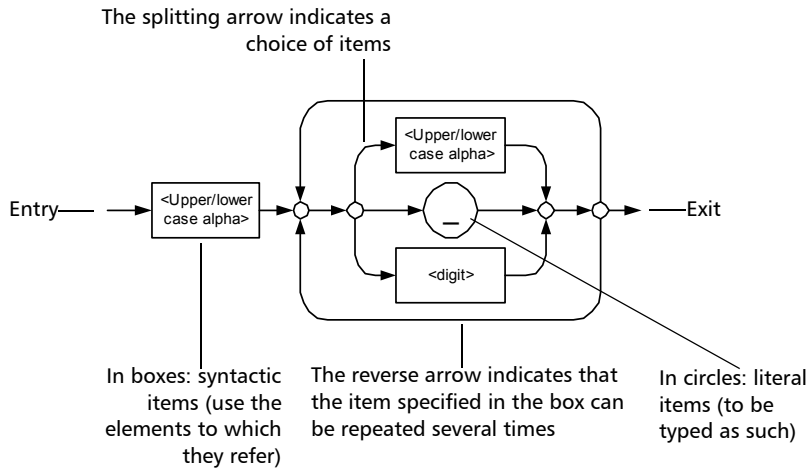 The splitting arrow indicates a
choice of items
<Upper/lower
case alpha>
Entry
<Upper/lower
case alpha>
_
Exit
<digit>
In boxes: syntactic
items (use the
elements to which
they refer)
The reverse arrow indicates that
the item specified in the box can
be repeated several times
In circles: literal
items (to be
typed as such)